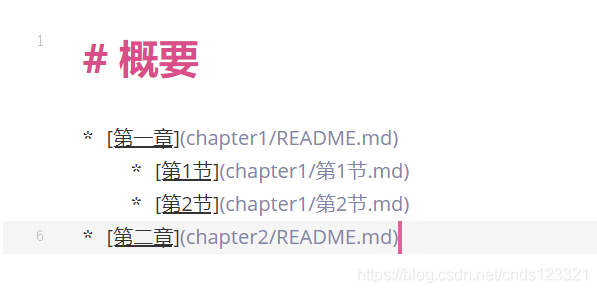 1
# 概要
* [第一章](chapter1/README.md)
* [第1节](chapter1/第1节.md)
* [第2节](chapter1/第2节.md)
6 * [第二章](chapter2/README.md)
https://blog.csdn.net/cnds123321